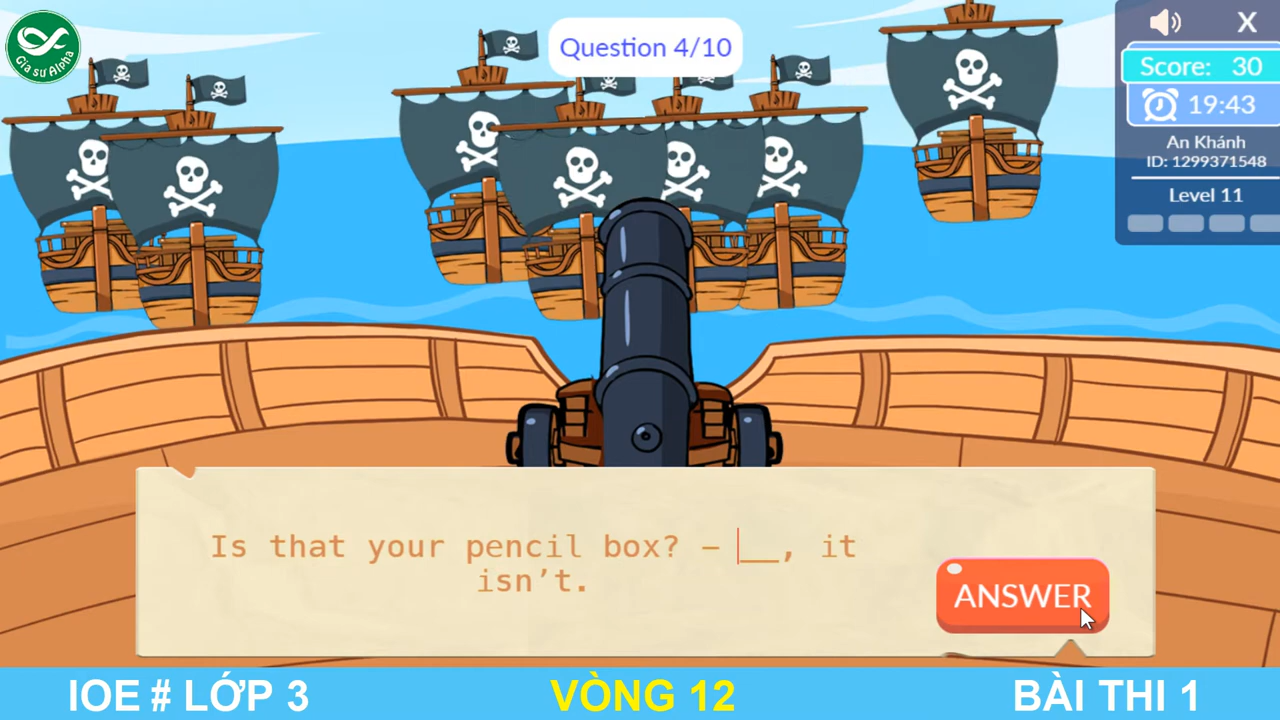 Gia sư Alpha
Question 4/10
X
Score: 30
19:43
An Khánh
ID: 1299371548
Level 11
Is that your pencil box? – __, it
isn’t.
ANSWER
IOE # LỚP 3
VÒNG 12
BÀI THI 1